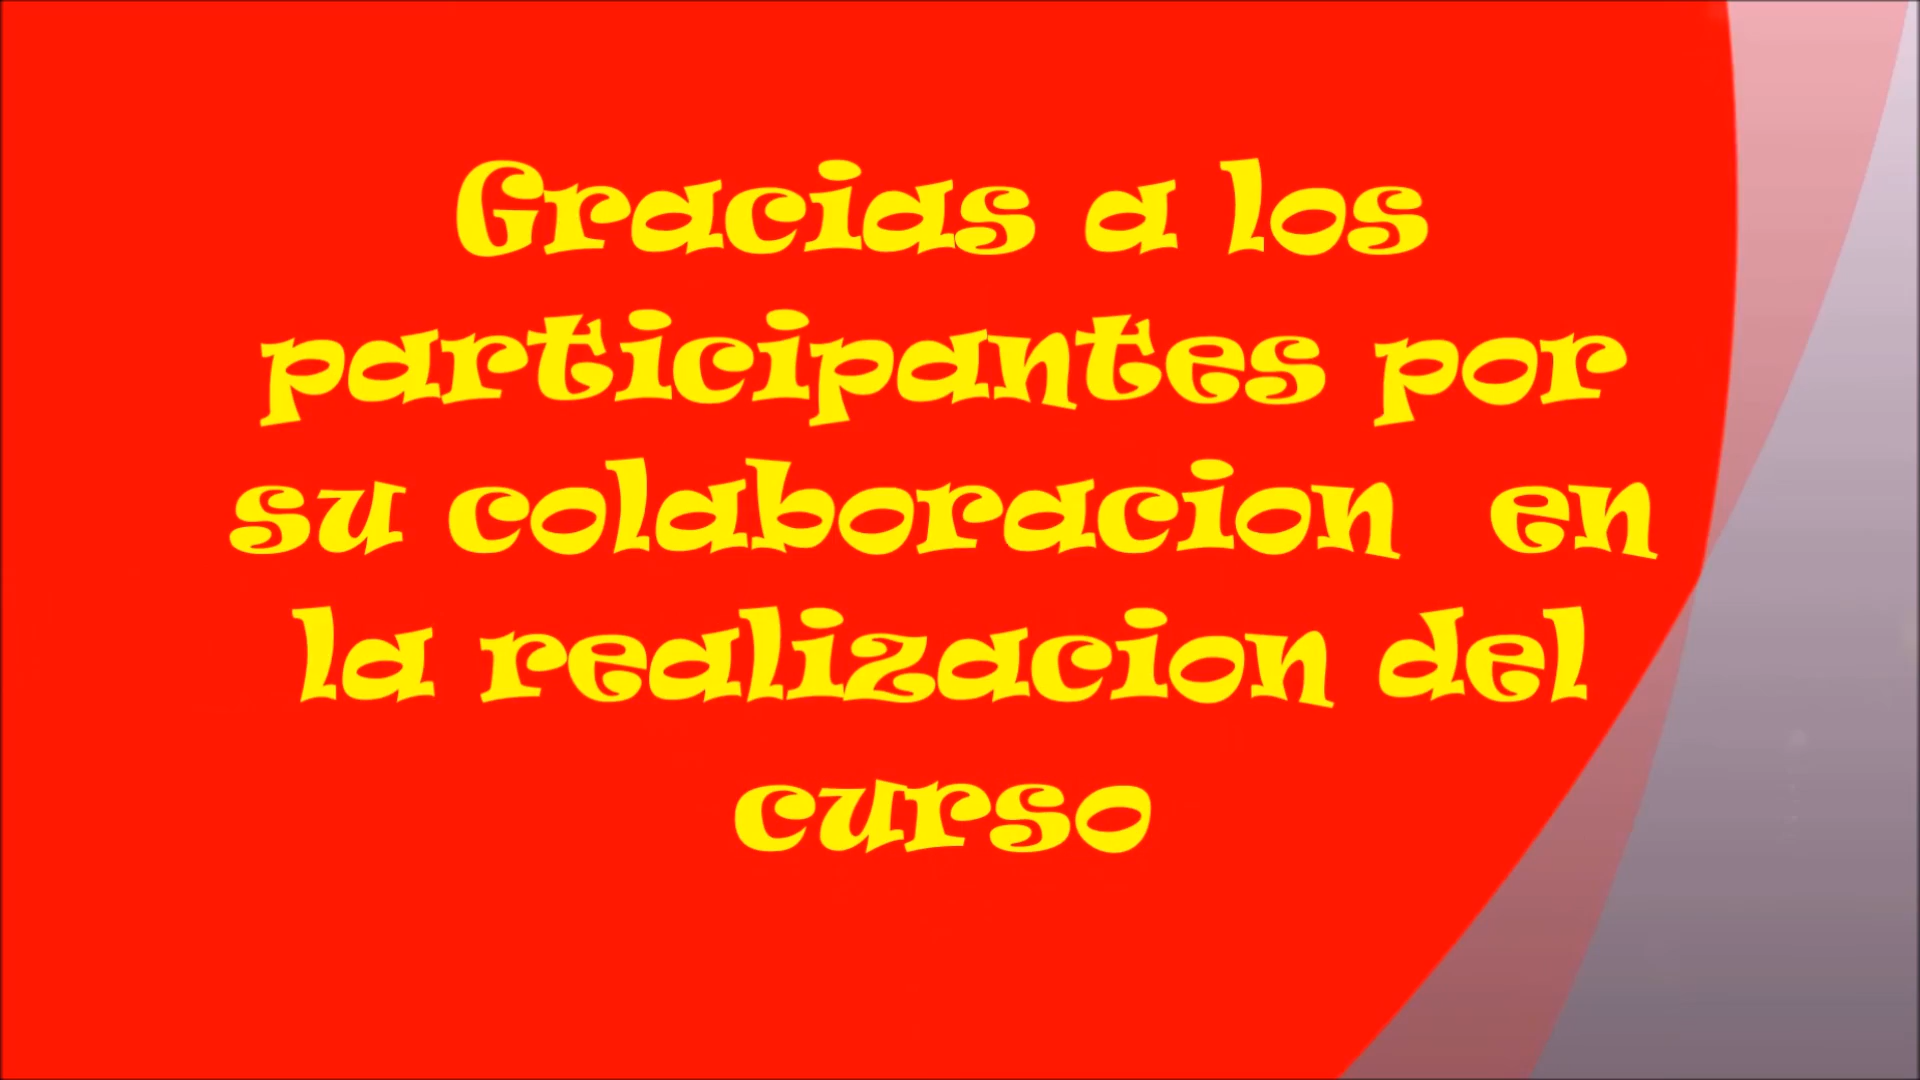 Gracias a los
participantes por
su colaboracion en
la realizacion del
curso